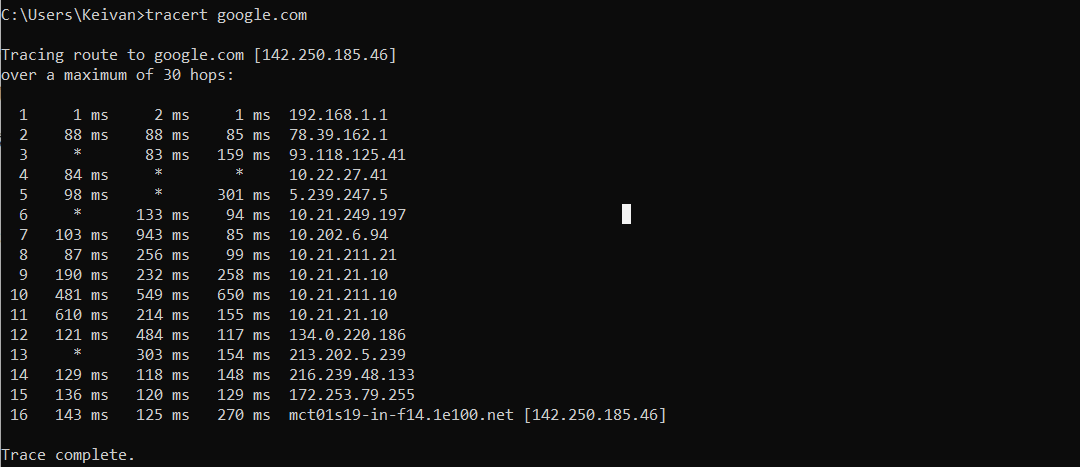 C:\Users\Keivan>tracert google.com
Tracing route to google.com [142.250.185.46]
over a maximum of 30 hops:
1 1 ms 2 ms 1 ms 192.168.1.1
2 88 ms 88 ms 85 ms 78.39.162.1
3 * 83 ms 159 ms 93.118.125.41
4 84 ms * * 10.22.27.41
5 98 ms * 301 ms 5.239.247.5
6 * 133 ms 94 ms 10.21.249.197
7 103 ms 943 ms 85 ms 10.202.6.94
8 87 ms 256 ms 99 ms 10.21.211.21
9 190 ms 232 ms 258 ms 10.21.21.10
10 481 ms 549 ms 650 ms 10.21.211.10
11 610 ms 214 ms 155 ms 10.21.21.10
12 121 ms 484 ms 117 ms 134.0.220.186
13 * 303 ms 154 ms 213.202.5.239
14 129 ms 118 ms 148 ms 216.239.48.133
15 136 ms 120 ms 129 ms 172.253.79.255
16 143 ms 125 ms 270 ms mct01s19-in-f14.1e100.net [142.250.185.46]
Trace complete.